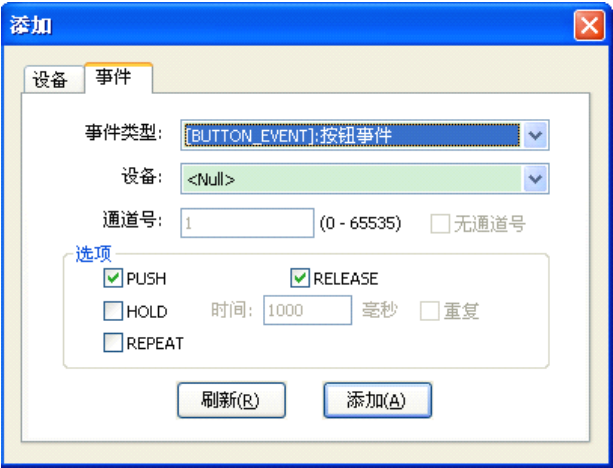 添加
设备 事件
事件类型: [BUTTON_EVENT]:按钮事件
设备: <Null>
通道号: 1 (0 - 65535) 无通道号
选项
PUSH RELEASE
HOLD 时间: 1000 毫秒 重复
REPEAT
刷新(R) 添加(A)